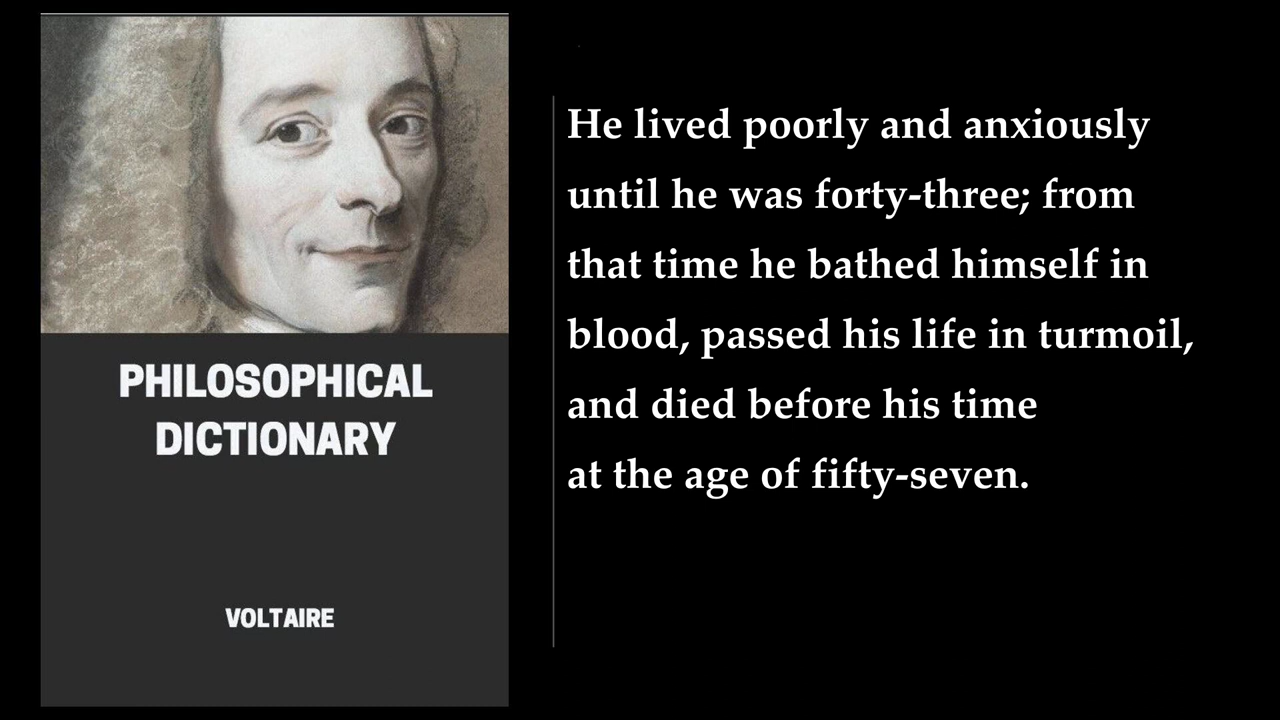 PHILOSOPHICAL
DICTIONARY
VOLTAIRE
He lived poorly and anxiously
until he was forty-three; from
that time he bathed himself in
blood, passed his life in turmoil,
and died before his time
at the age of fifty-seven.